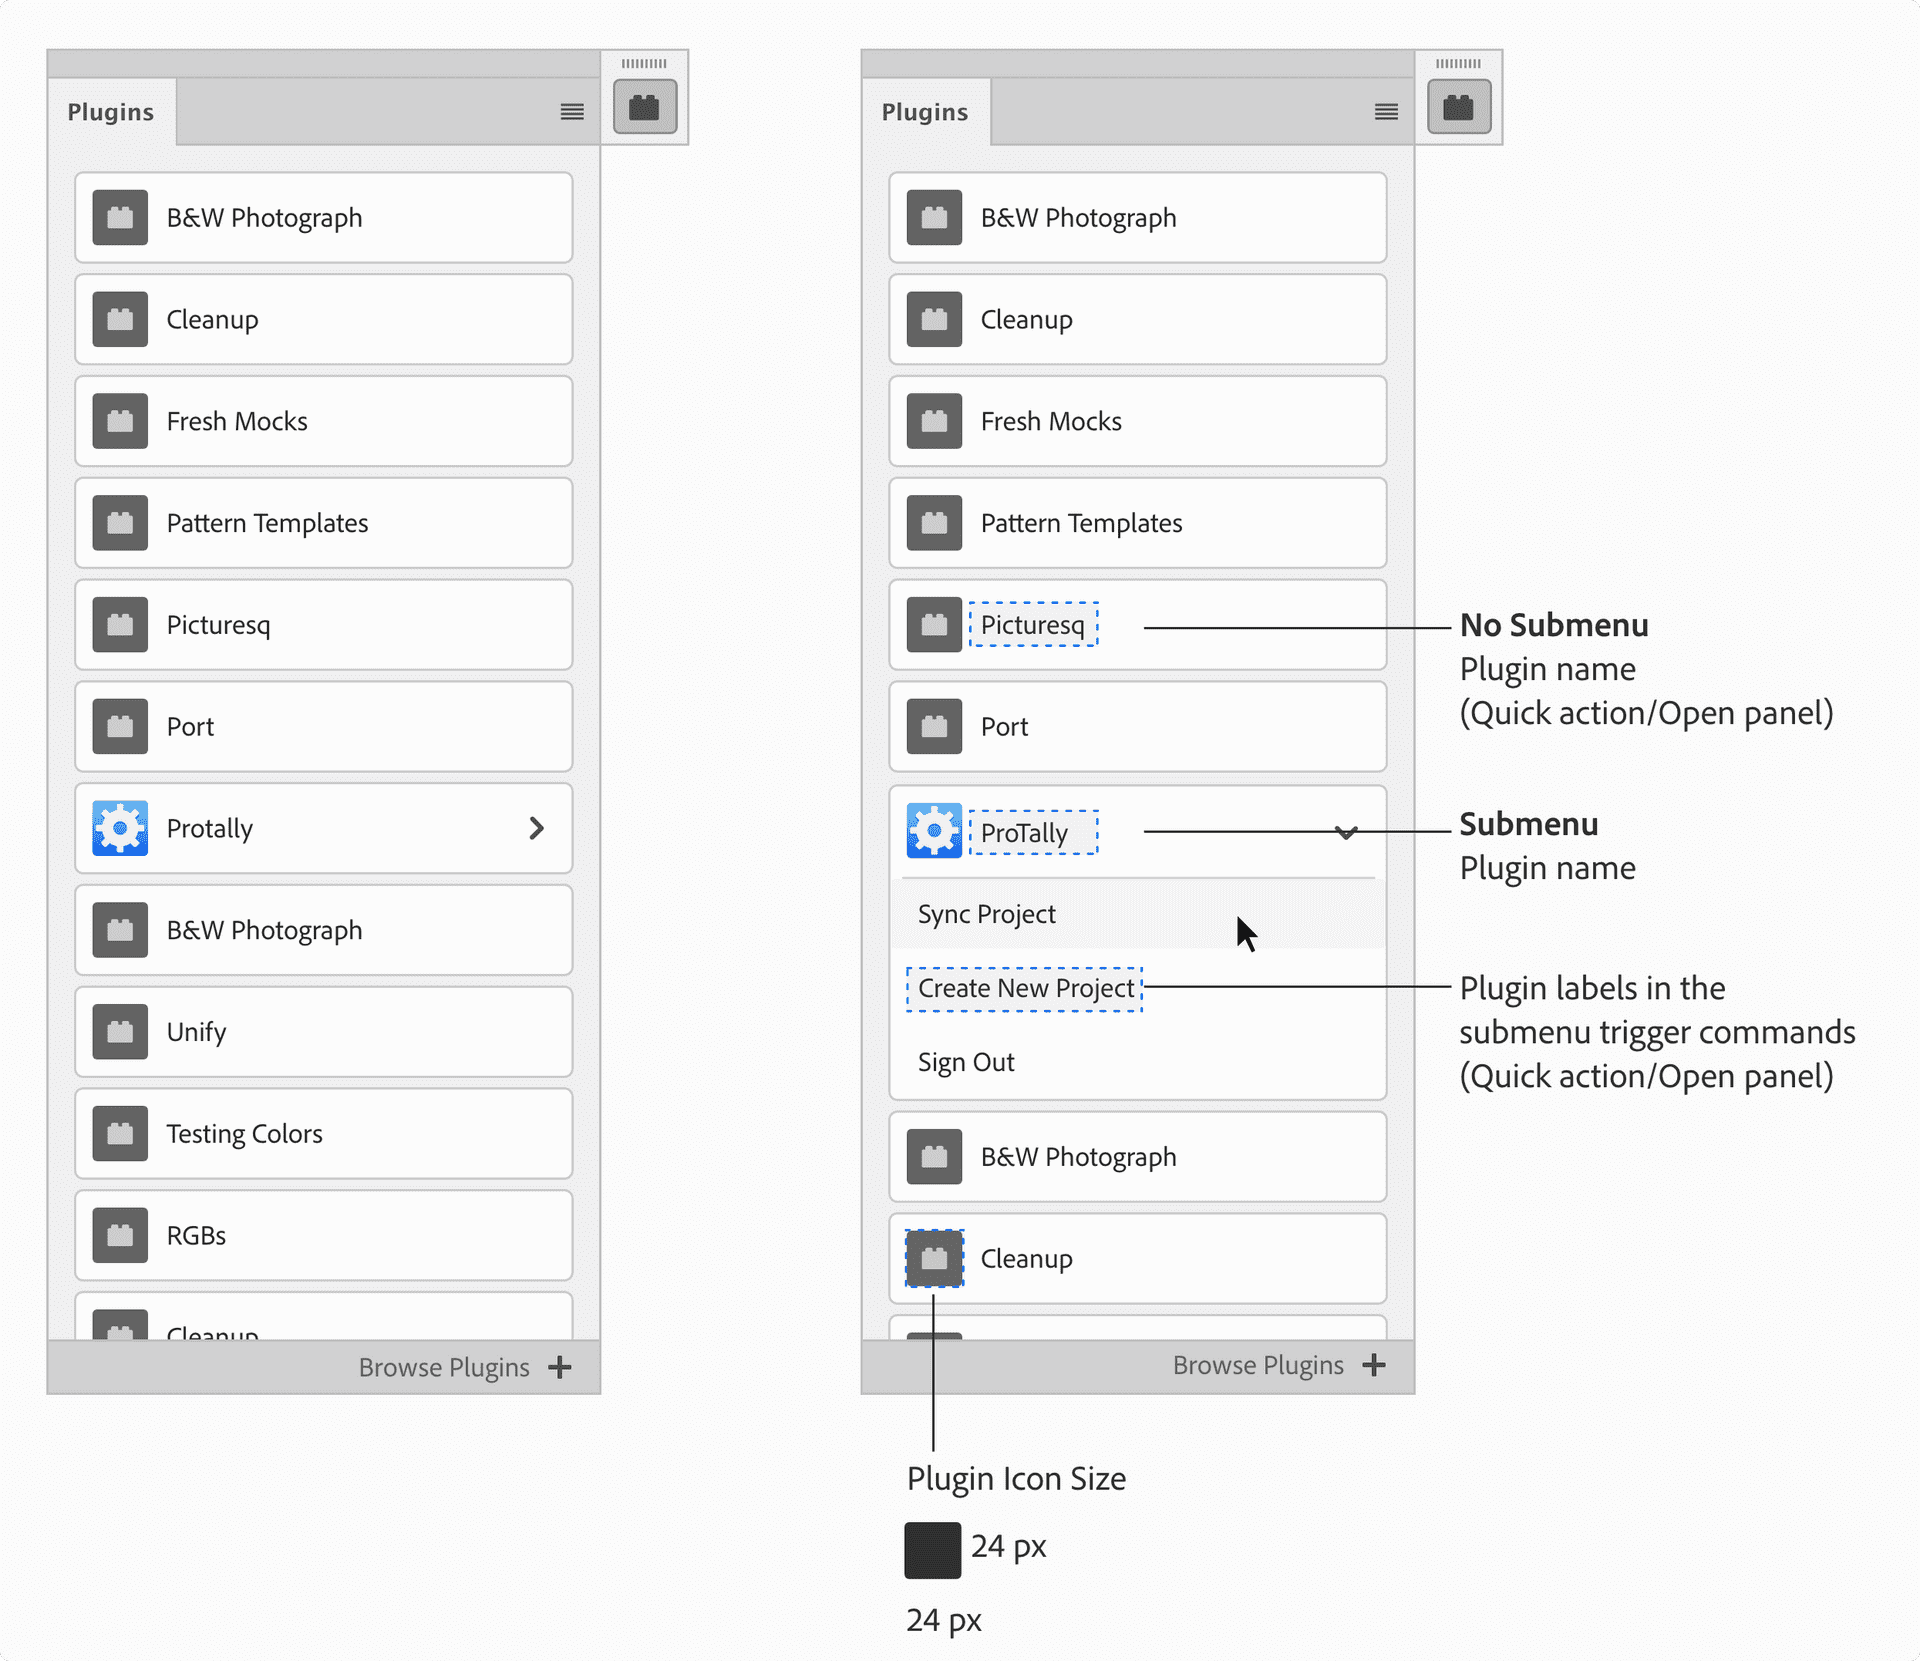 Plugins
B&W Photograph
Cleanup
Fresh Mocks
Pattern Templates
Picturesq
Port
Protally
B&W Photograph
Unify
Testing Colors
RGBs
Cleanup
Browse Plugins
Plugins
B&W Photograph
Cleanup
Fresh Mocks
Pattern Templates
Picturesq
Port
ProTally
Sync Project
Create New Project
Sign Out
B&W Photograph
Cleanup
Browse Plugins
No Submenu
Plugin name
(Quick action/Open panel)
Submenu
Plugin name
Plugin labels in the
submenu trigger commands
(Quick action/Open panel)
Plugin Icon Size
24 px
24 px